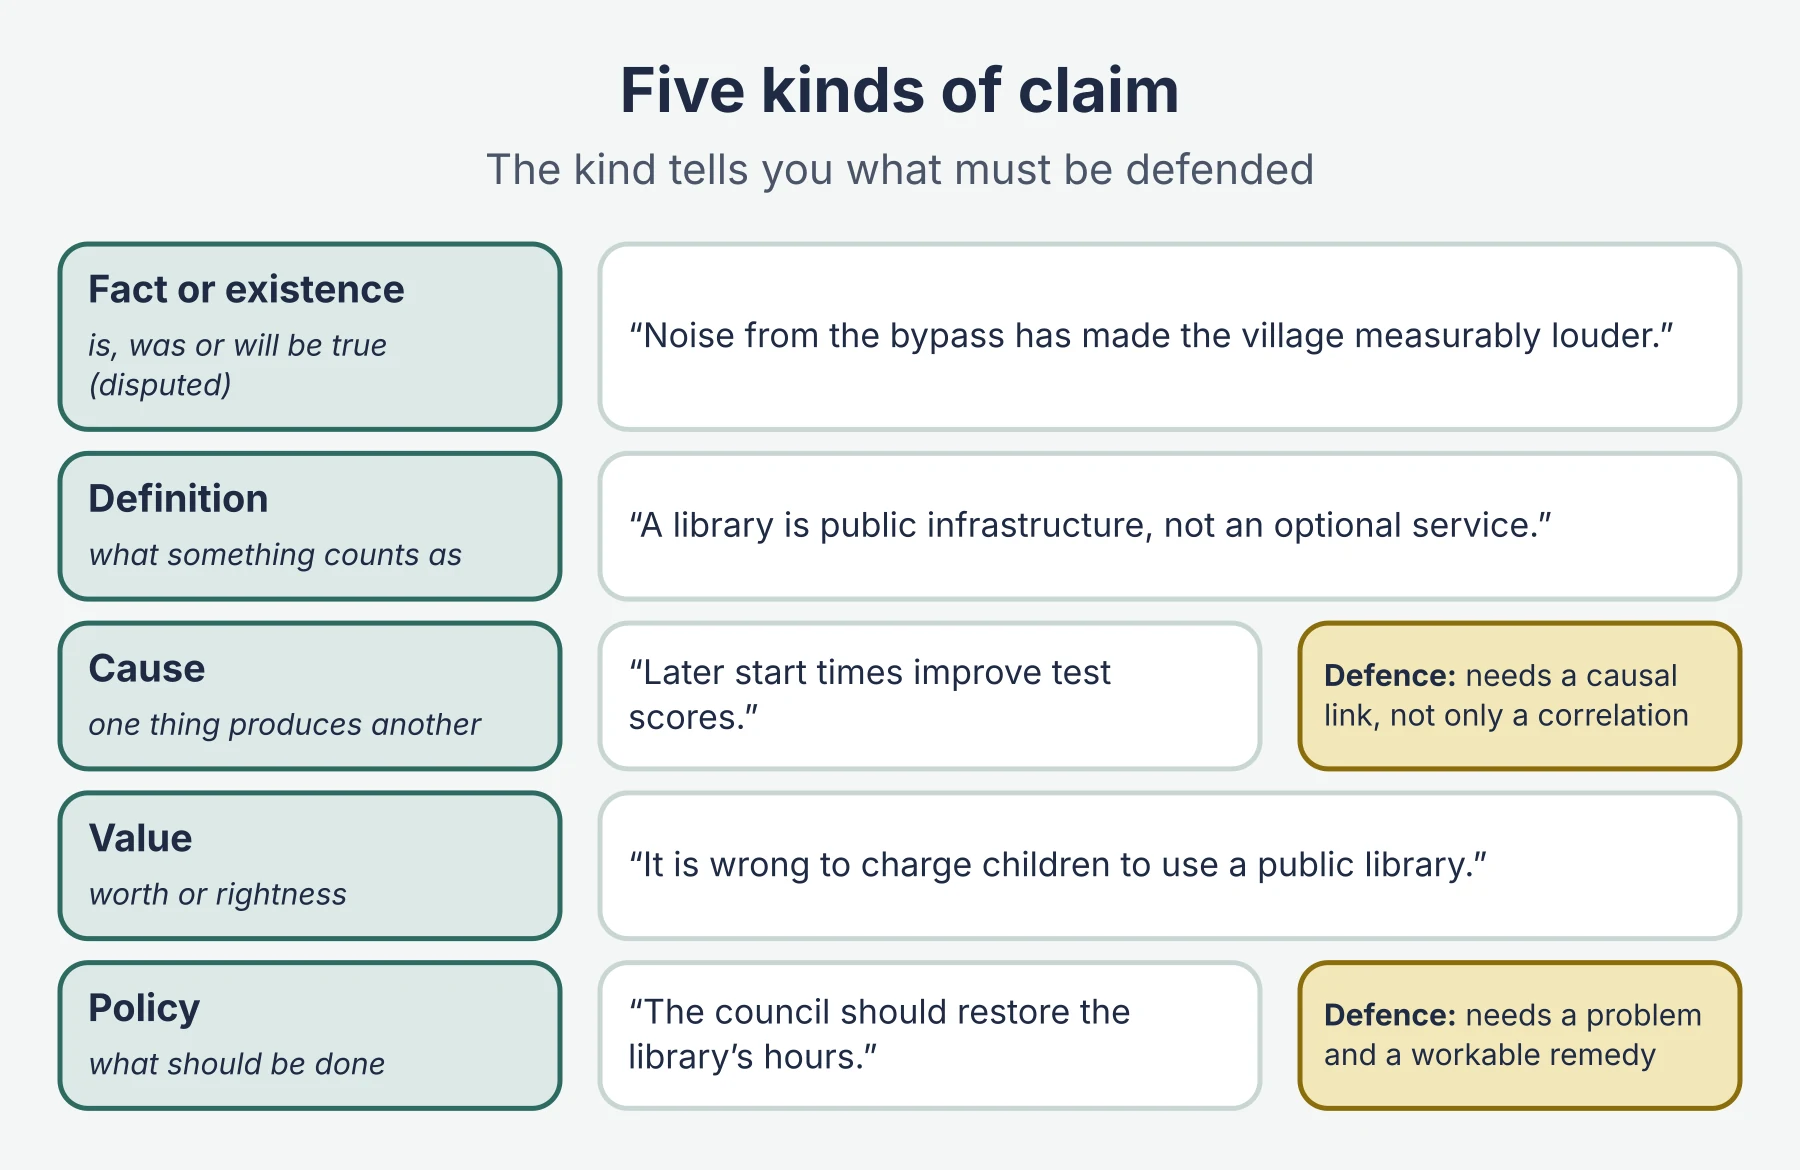 Five kinds of claim
The kind tells you what must be defended
Fact or existence
is, was or will be true
(disputed)
“Noise from the bypass has made the village measurably louder.”
Definition
what something counts as
“A library is public infrastructure, not an optional service.”
Cause
one thing produces another
“Later start times improve test
scores.”
Defence: needs a causal
link, not only a correlation
Value
worth or rightness
“It is wrong to charge children to use a public library.”
Policy
what should be done
“The council should restore the
library’s hours.”
Defence: needs a problem
and a workable remedy